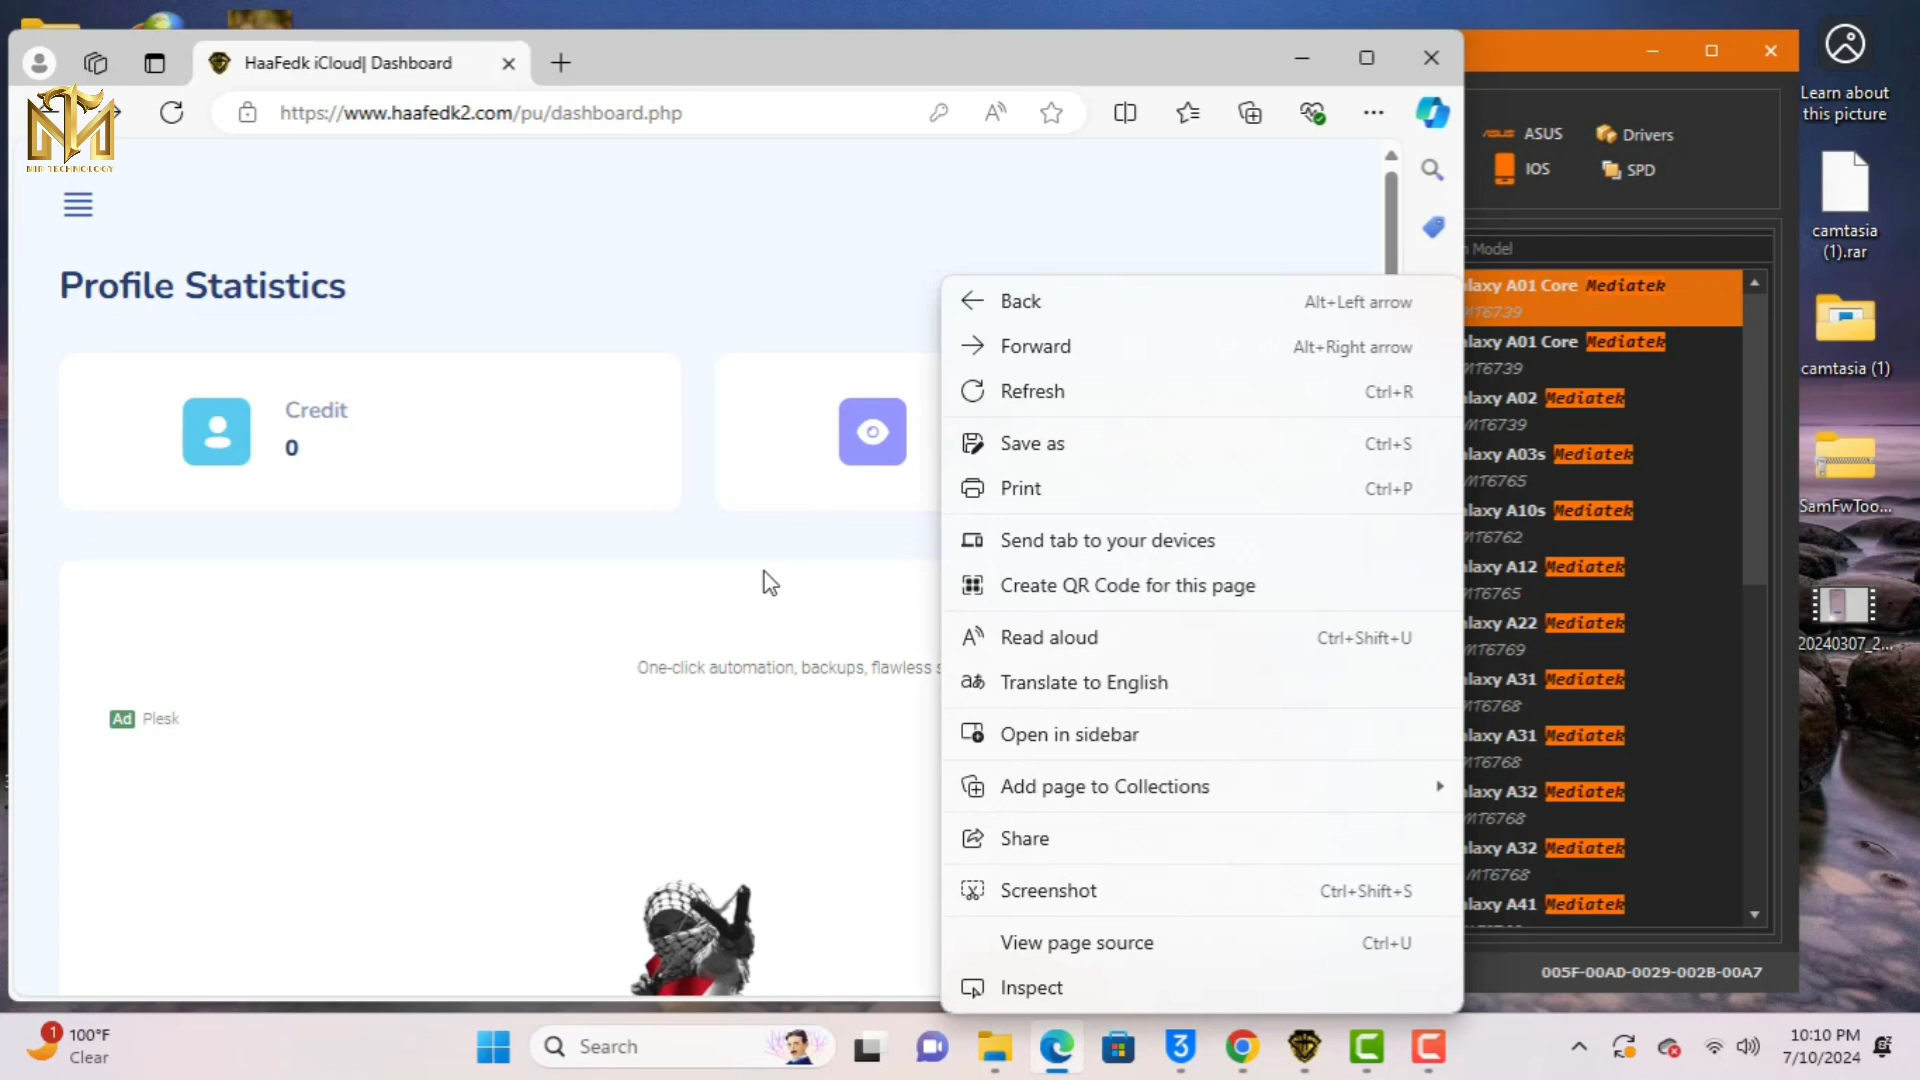 HaaFedk iCloud| Dashboard
https://www.haafedk2.com/pu/dashboard.php
MIR TECHNOLOGY
Profile Statistics
Credit
0
One-click automation, backups, flawless s
Ad Plesk
Back Alt+Left arrow
Forward Alt+Right arrow
Refresh Ctrl+R
Save as Ctrl+S
Print Ctrl+P
Send tab to your devices
Create QR Code for this page
Read aloud Ctrl+Shift+U
Translate to English
Open in sidebar
Add page to Collections
Share
Screenshot Ctrl+Shift+S
View page source Ctrl+U
Inspect
ASUS Drivers
IOS SPD
Model
laxy A01 Core Mediatek
MT6739
laxy A01 Core Mediatek
MT6739
laxy A02 Mediatek
MT6739
laxy A03s Mediatek
MT6765
laxy A10s Mediatek
MT6762
laxy A12 Mediatek
MT6765
laxy A22 Mediatek
MT6769
laxy A31 Mediatek
MT6768
laxy A31 Mediatek
MT6768
laxy A32 Mediatek
MT6768
laxy A32 Mediatek
MT6768
laxy A41 Mediatek
005F-00AD-0029-002B-00A7
Learn about
this picture
camtasia
(1).rar
camtasia (1)
SamFwToo...
20240307_2...
1
100°F
Clear
Search
3
10:10 PM
7/10/2024